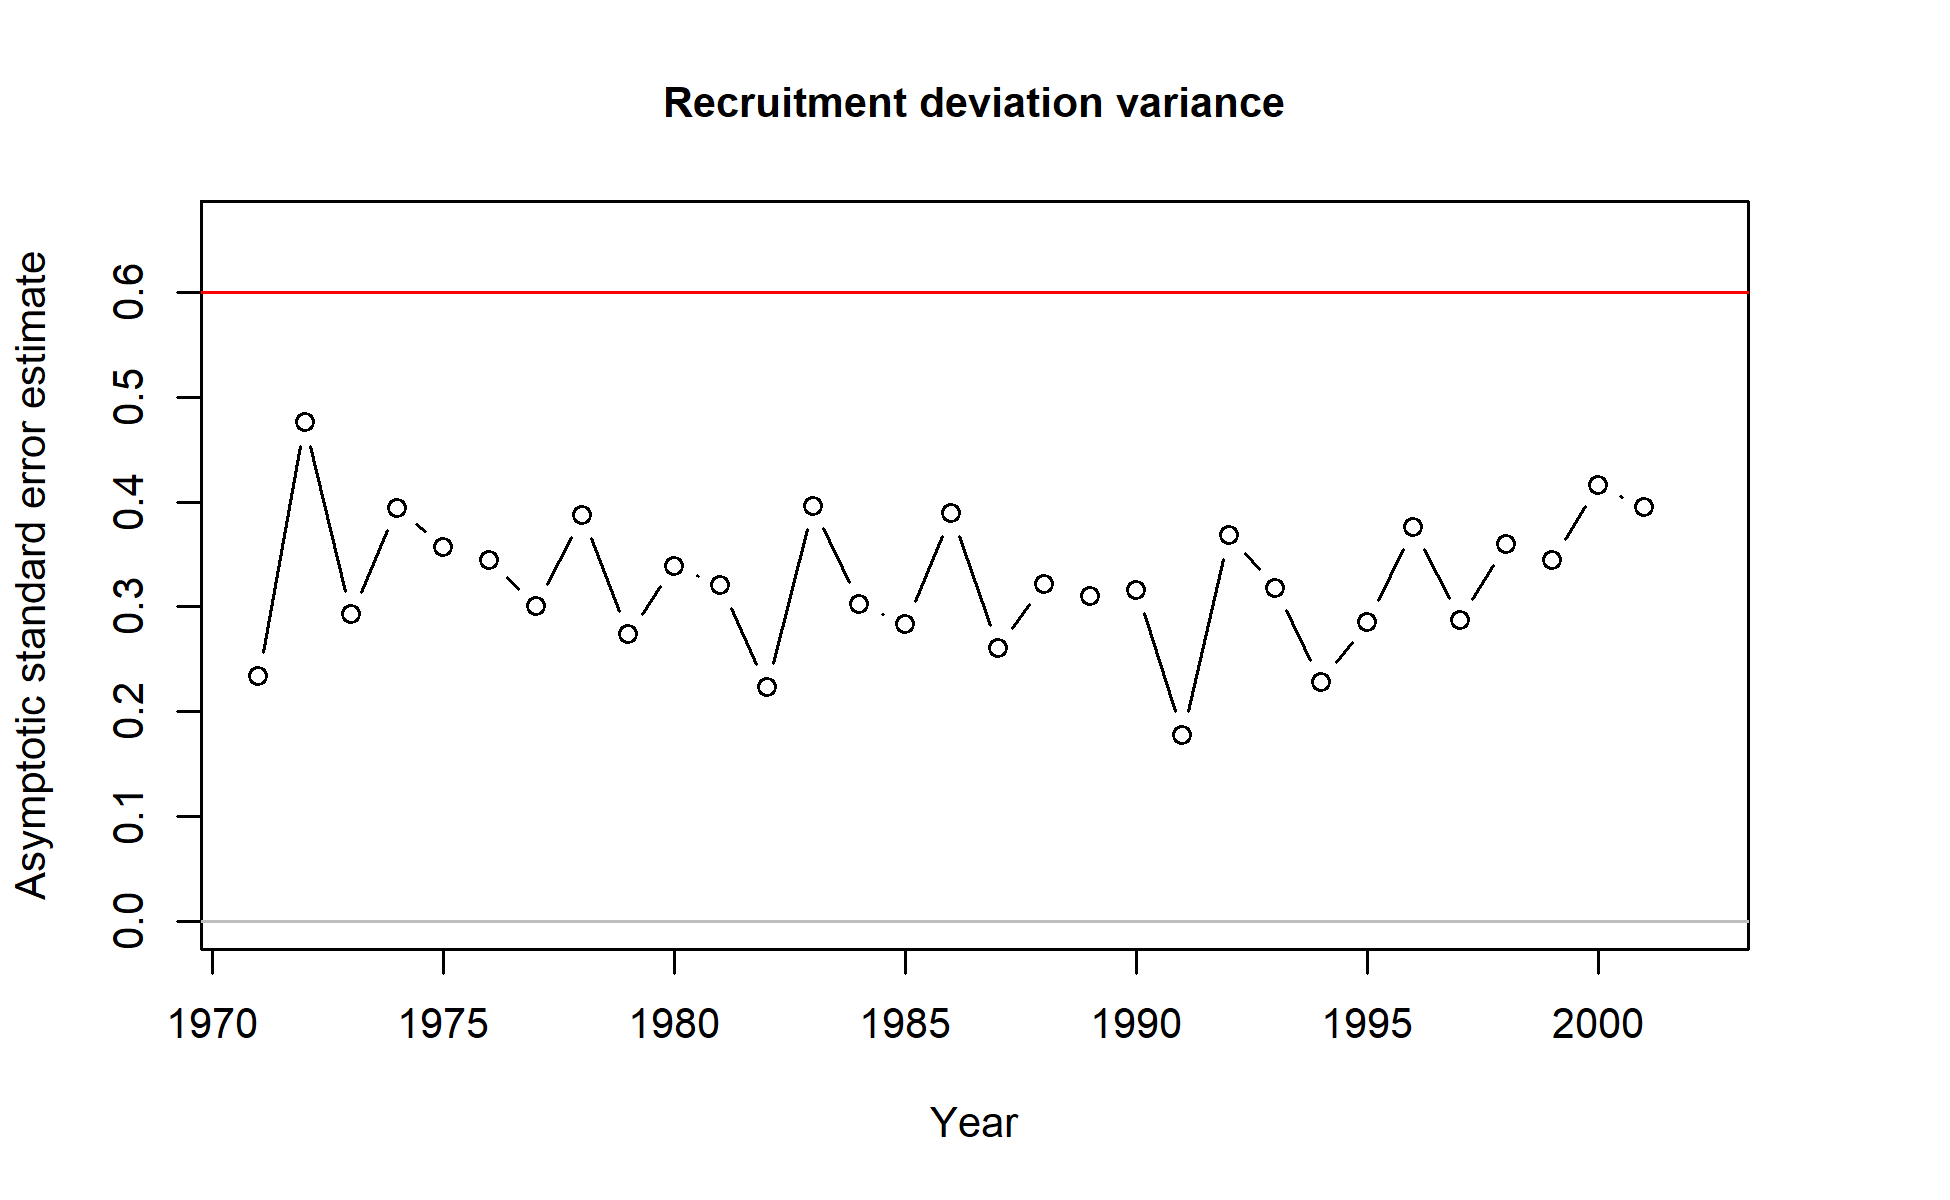 Recruitment deviation variance
Asymptotic standard error estimate
0.6
0.5
0.4
0.3
0.2
0.1
0.0
1970 1975 1980 1985 1990 1995 2000
Year